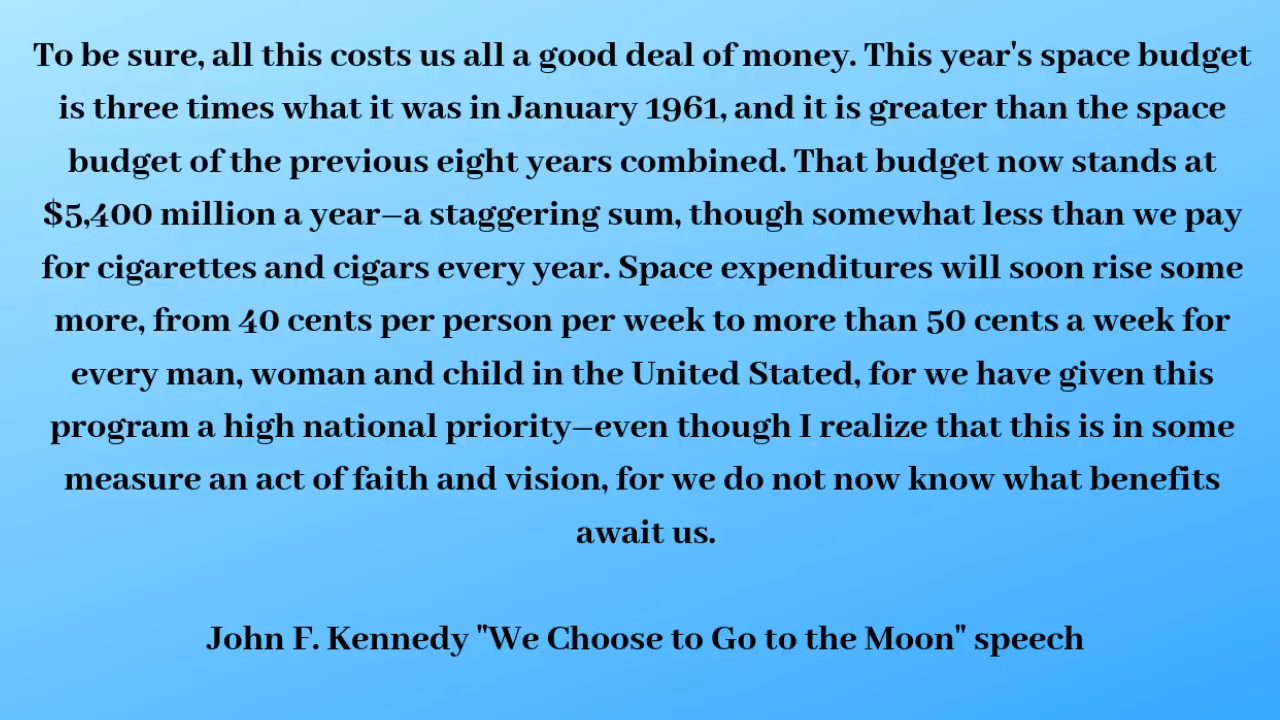 To be sure, all this costs us all a good deal of money. This year's space budget
is three times what it was in January 1961, and it is greater than the space
budget of the previous eight years combined. That budget now stands at
$5,400 million a year–a staggering sum, though somewhat less than we pay
for cigarettes and cigars every year. Space expenditures will soon rise some
more, from 40 cents per person per week to more than 50 cents a week for
every man, woman and child in the United Stated, for we have given this
program a high national priority–even though I realize that this is in some
measure an act of faith and vision, for we do not now know what benefits
await us.
John F. Kennedy "We Choose to Go to the Moon" speech